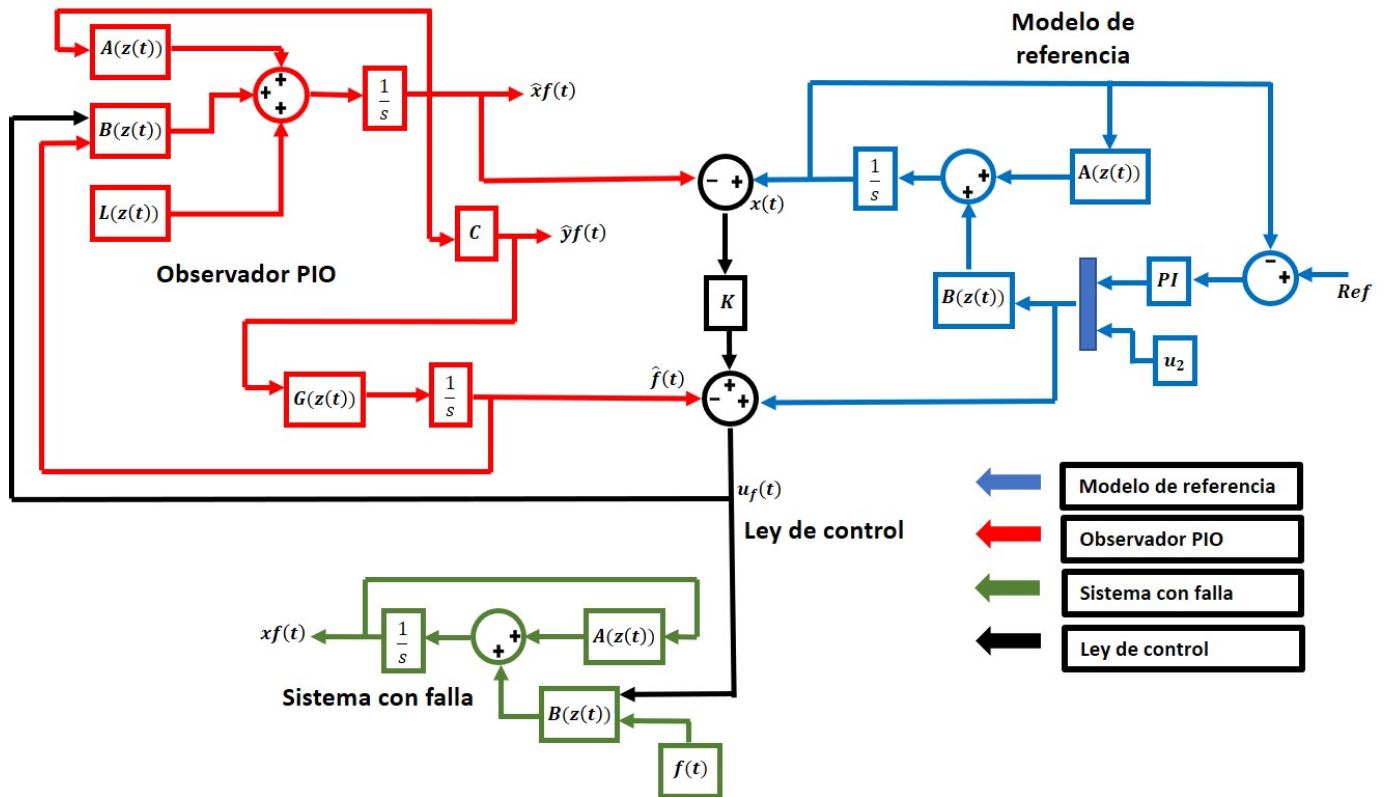 Modelo de
referencia
A(z(t))
B(z(t))
L(z(t))
+
+
+
1/s
x̂f(t)
C
ŷf(t)
Observador PIO
G(z(t))
1/s
f̂(t)
- +
x(t)
K
+
- +
1/s
+
+
A(z(t))
B(z(t))
PI
u₂
-
+
Ref
u_f(t)
Ley de control
xf(t)
1/s
+
+
A(z(t))
Sistema con falla
B(z(t))
f(t)
Modelo de referencia
Observador PIO
Sistema con falla
Ley de control